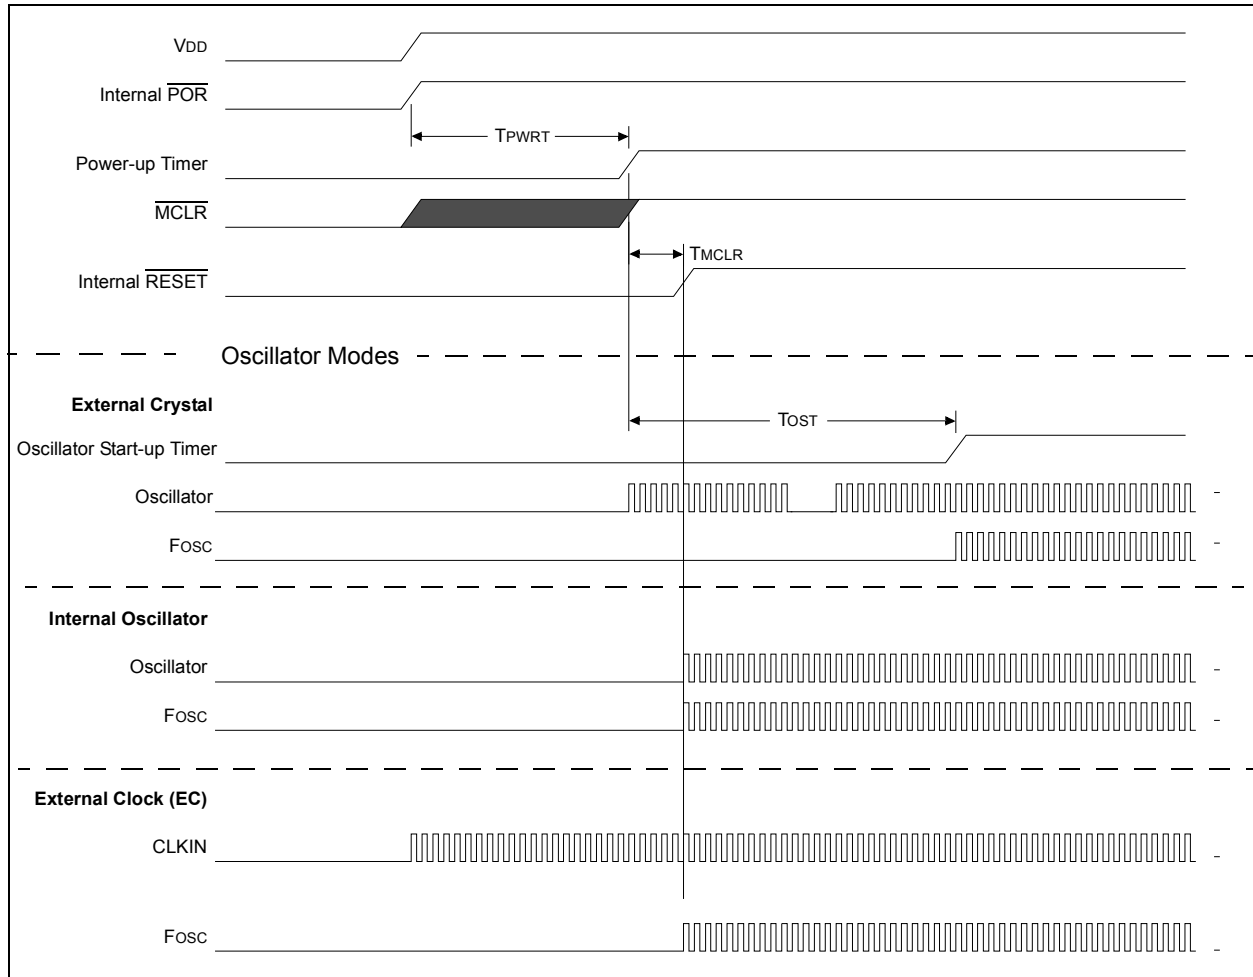 VDD
Internal POR
TPWRT
Power-up Timer
MCLR
TMCLR
Internal RESET
Oscillator Modes
External Crystal
TOST
Oscillator Start-up Timer
Oscillator
FOSC
Internal Oscillator
Oscillator
FOSC
External Clock (EC)
CLKIN
FOSC